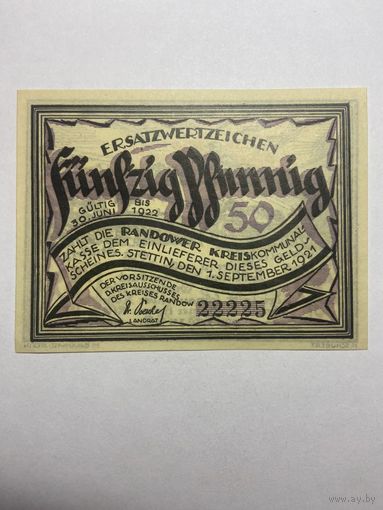 ERSATZWERTZEICHEN
Fünfzig Pfennig
GÜLTIG BIS
30. JUNI 1922
50
ZAHLT DIE RANDOWER KREISKOMMUNAL-
KASSE DEM EINLIEFERER DIESES GELD-
SCHEINES. STETTIN DEN 1. SEPTEMBER 1921
DER VORSITZENDE
D. KREISAUSSCHUSSES
DES KREISES RANDOW
LANDRAT
22225
© www.ay.by